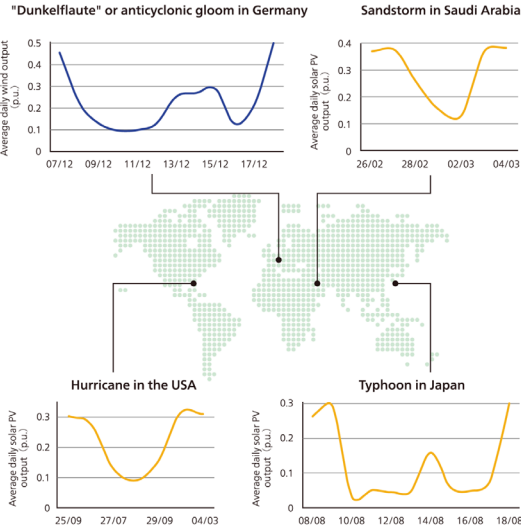 "Dunkelflaute" or anticyclonic gloom in Germany
Average daily wind output
(p.u.)
0.5
0.4
0.3
0.2
0.1
0
07/12 09/12 11/12 13/12 15/12 17/12
Sandstorm in Saudi Arabia
Average daily solar PV
output (p.u.)
0.4
0.3
0.2
0.1
0
26/02 28/02 02/03 04/03
Hurricane in the USA
Average daily solar PV
output (p.u.)
0.3
0.2
0.1
0
25/09 27/07 29/09 04/03
Typhoon in Japan
Average daily solar PV
output (p.u.)
0.3
0.2
0.1
0
08/08 10/08 12/08 14/08 16/08 18/08